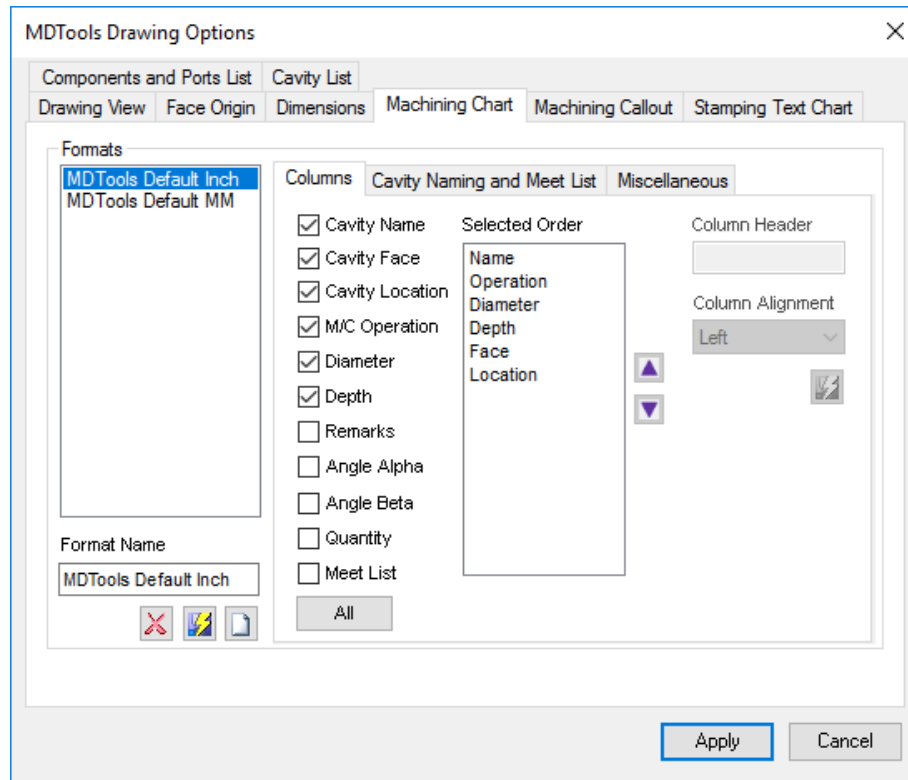 MDTools Drawing Options
Components and Ports List Cavity List
Drawing View Face Origin Dimensions Machining Chart Machining Callout Stamping Text Chart
Formats
MDTools Default Inch
MDTools Default MM
Format Name
MDTools Default Inch
Columns Cavity Naming and Meet List Miscellaneous
Cavity Name
Cavity Face
Cavity Location
M/C Operation
Diameter
Depth
Remarks
Angle Alpha
Angle Beta
Quantity
Meet List
All
Selected Order
Name
Operation
Diameter
Depth
Face
Location
Column Header
Column Alignment
Left
Apply Cancel